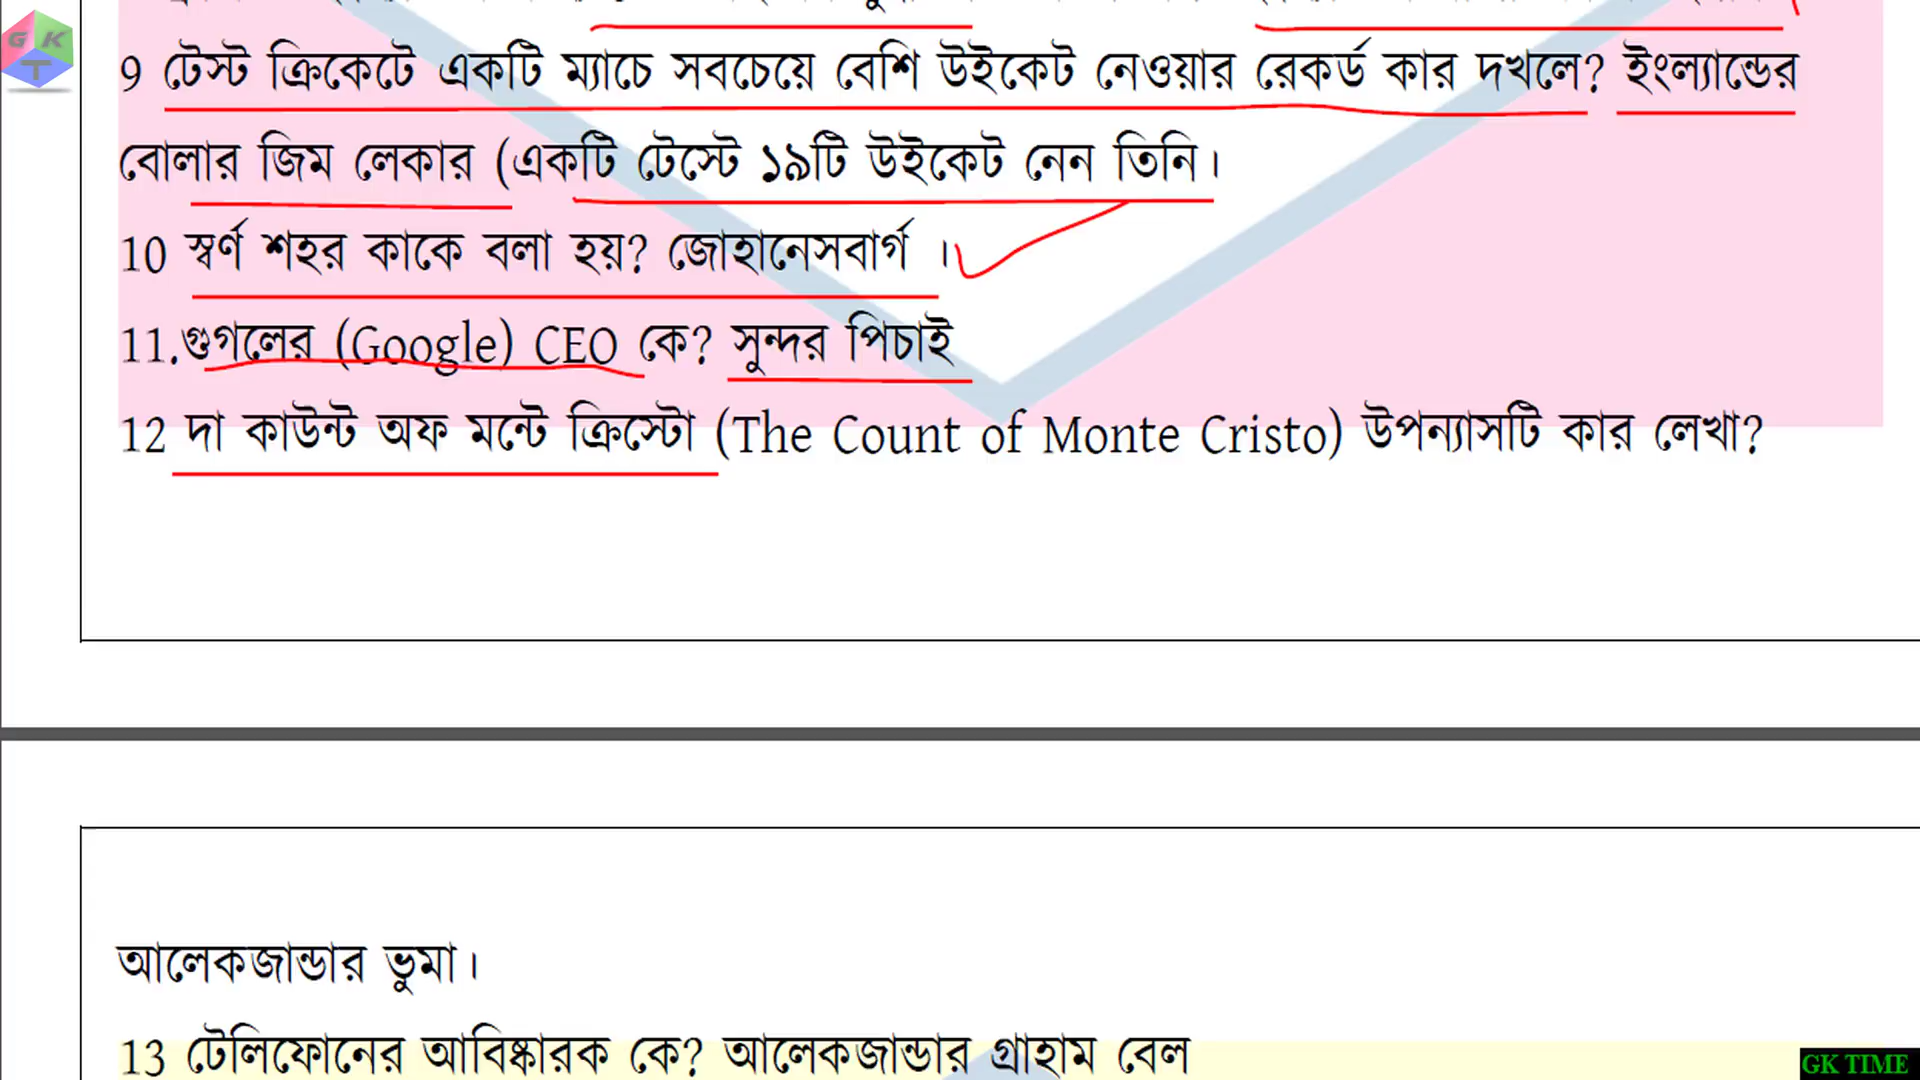 G K
T
9 টেস্ট ক্রিকেটে একটি ম্যাচে সবচেয়ে বেশি উইকেট নেওয়ার রেকর্ড কার দখলে? ইংল্যান্ডের
বোলার জিম লেকার (একটি টেস্টে ১৯টি উইকেট নেন তিনি।
10 স্বর্ণ শহর কাকে বলা হয়? জোহানেসবার্গ ।
11.গুগলের (Google) CEO কে? সুন্দর পিচাই
12 দা কাউন্ট অফ মন্টে ক্রিস্টো (The Count of Monte Cristo) উপন্যাসটি কার লেখা?
আলেকজান্ডার ভুমা।
13 টেলিফোনের আবিষ্কারক কে? আলেকজান্ডার গ্রাহাম বেল
GK TIME